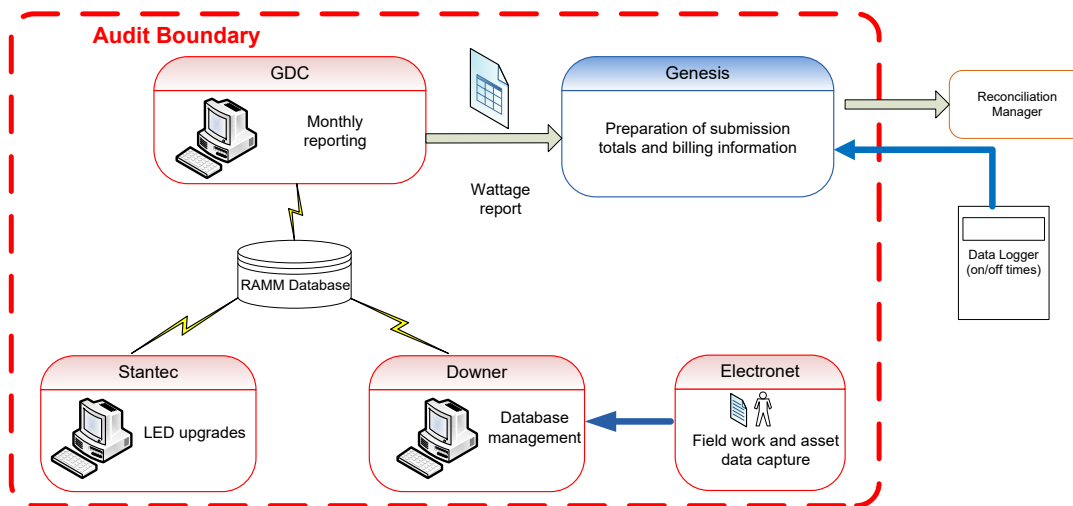 Audit Boundary
GDC
Monthly
reporting
Wattage
report
Genesis
Preparation of submission
totals and billing information
Reconciliation
Manager
Data Logger
(on/off times)
RAMM Database
Stantec
LED upgrades
Downer
Database
management
Electronet
Field work and asset
data capture